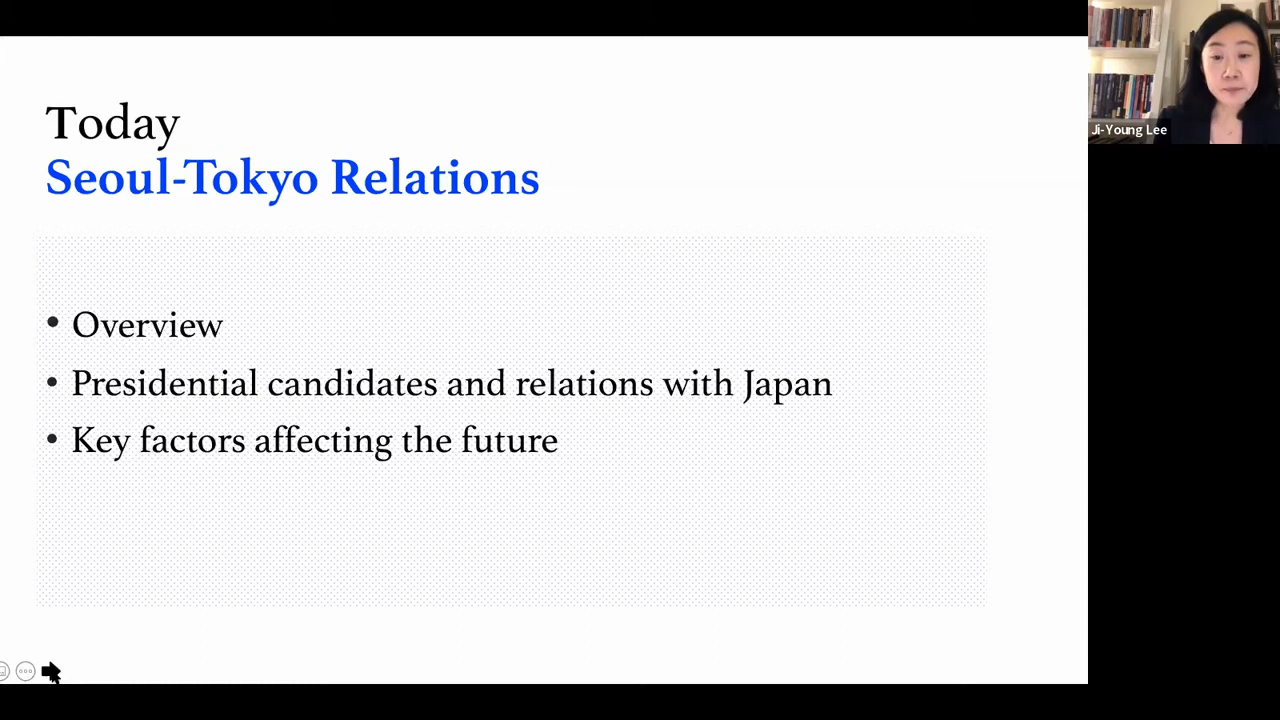 Today
Seoul-Tokyo Relations
• Overview
• Presidential candidates and relations with Japan
• Key factors affecting the future
Ji-Young Lee